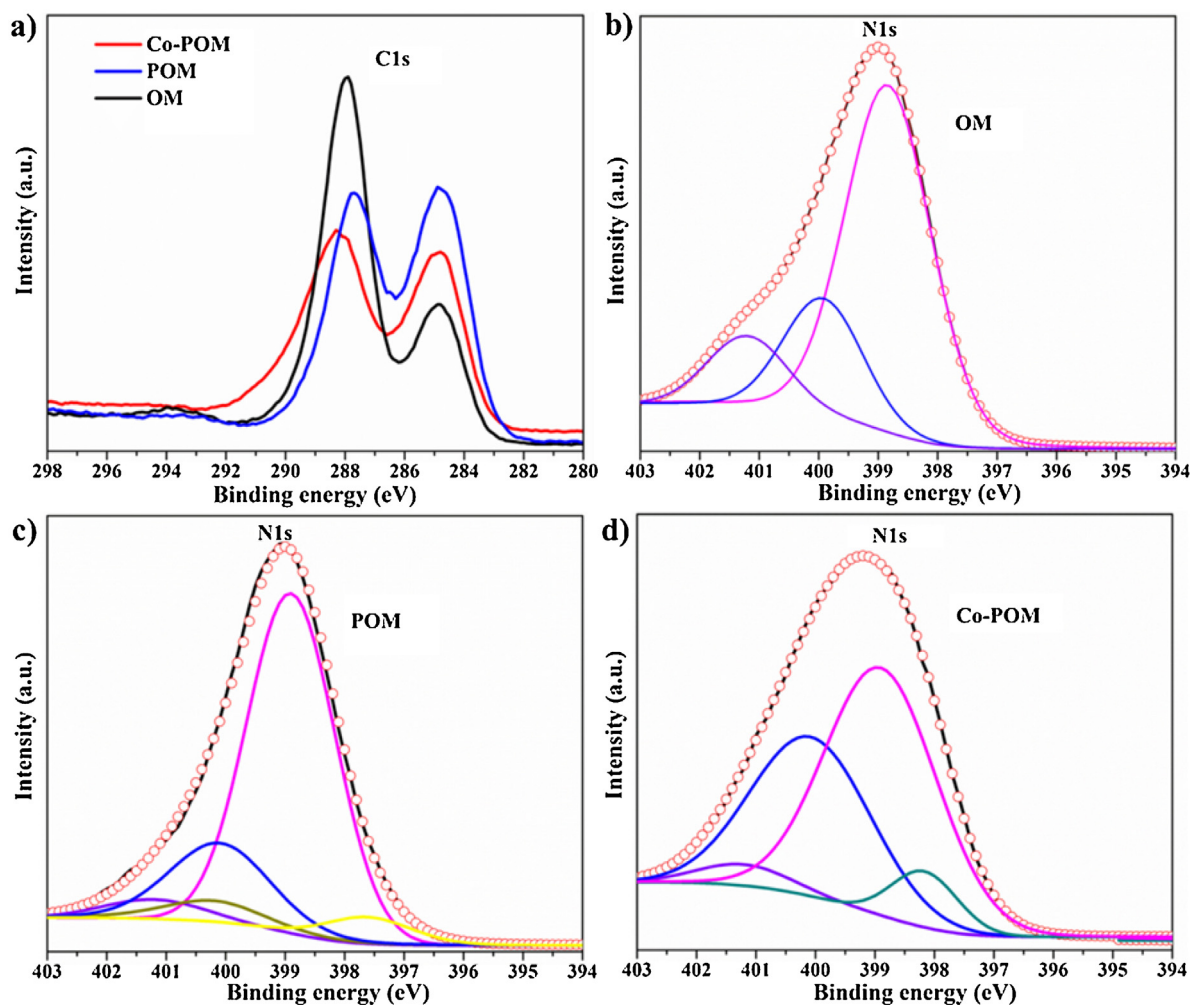 a)
Co-POM
POM
OM
C1s
Intensity (a.u.)
298 296 294 292 290 288 286 284 282 280
Binding energy (eV)
b)
N1s
OM
Intensity (a.u.)
403 402 401 400 399 398 397 396 395 394
Binding energy (eV)
c)
N1s
POM
Intensity (a.u.)
403 402 401 400 399 398 397 396 395 394
Binding energy (eV)
d)
N1s
Co-POM
Intensity (a.u.)
403 402 401 400 399 398 397 396 395 394
Binding energy (eV)